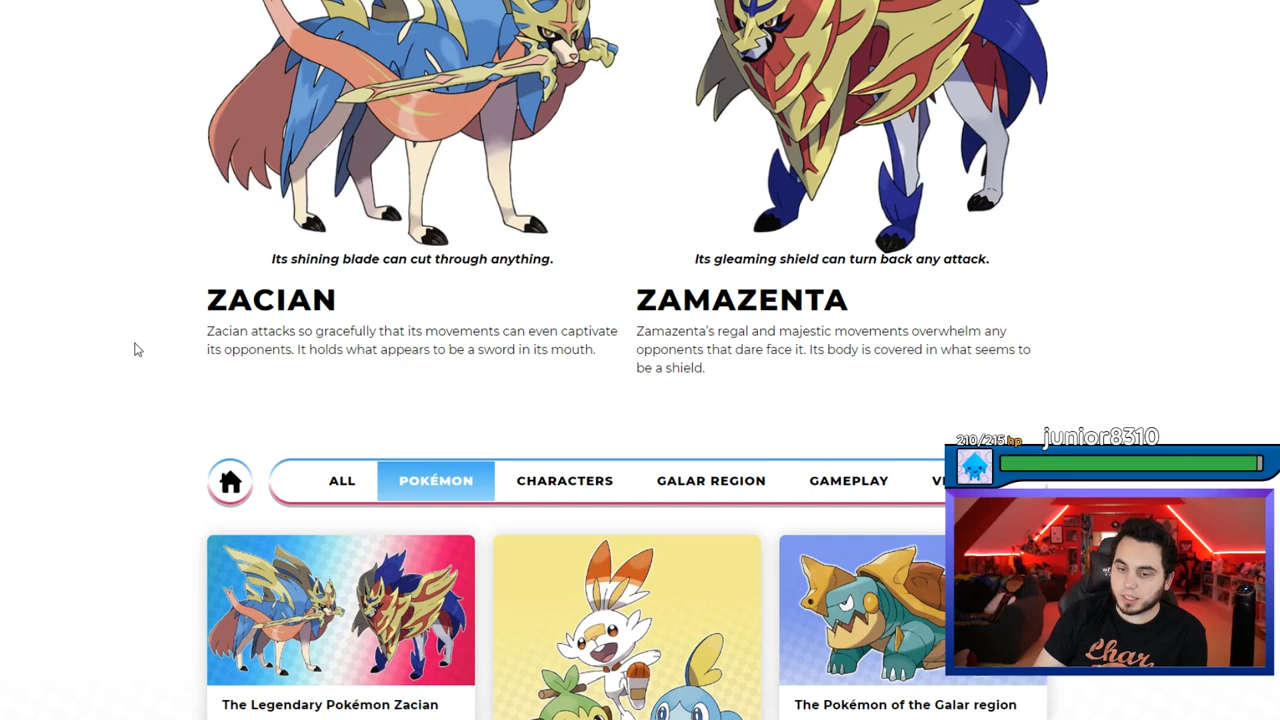 Its shining blade can cut through anything.
Its gleaming shield can turn back any attack.
ZACIAN
Zacian attacks so gracefully that its movements can even captivate
its opponents. It holds what appears to be a sword in its mouth.
ZAMAZENTA
Zamazenta's regal and majestic movements overwhelm any
opponents that dare face it. Its body is covered in what seems to
be a shield.
210/215 hp
junior8310
ALL
POKÉMON
CHARACTERS
GALAR REGION
GAMEPLAY
The Legendary Pokémon Zacian
The Pokémon of the Galar region
Char